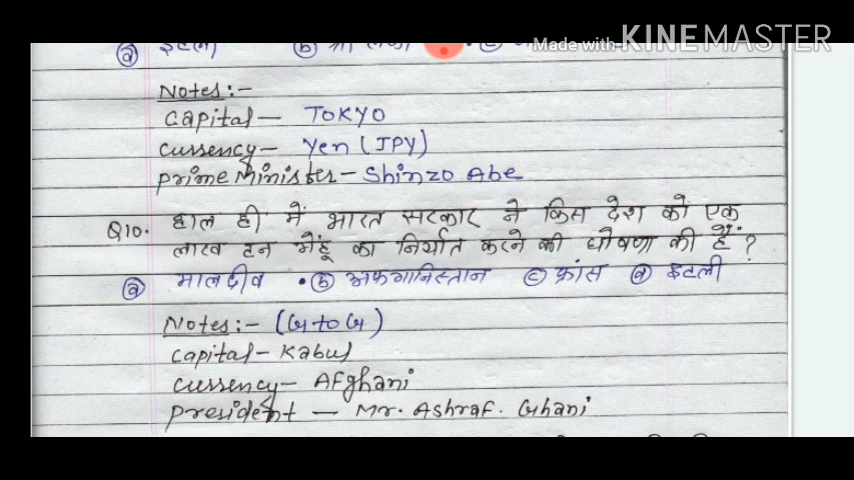 Made with KINEMASTER
ⓐ इटली ⓑ श्री लंका
Notes:-
Capital— TOKYO
Currency— Yen (JPY)
Prime Minister— Shinzo Abe
Q10. हाल ही में भारत सरकार ने किस देश को एक
लाख टन गेहूं का निर्यात करने की घोषणा की हैं ?
ⓐ मालदीव •ⓑ अफगानिस्तान ⓒ फ्रांस ⓓ इटली
Notes:- (G to G)
Capital- Kabul
Currency- Afghani
President — Mr. Ashraf. Ghani